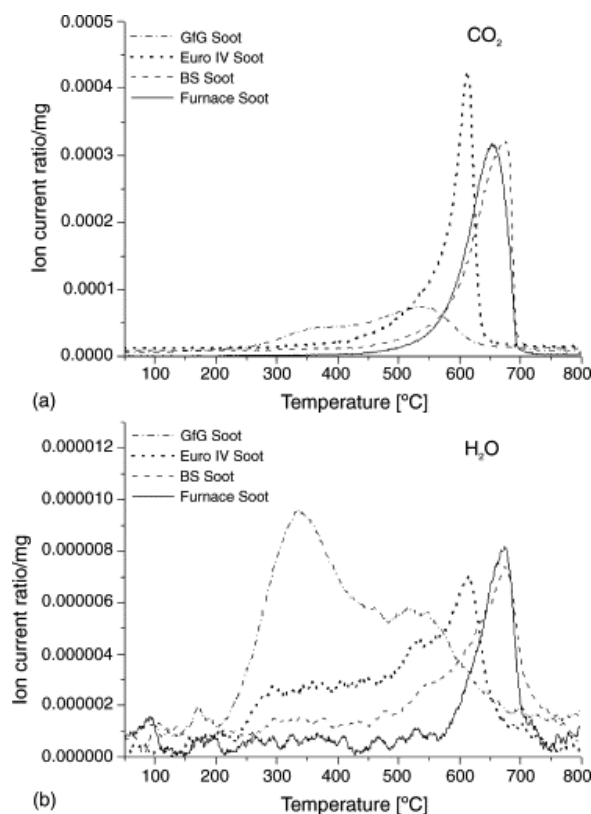 0.0005
GfG Soot
CO2
Euro IV Soot
0.0004
BS Soot
Furnace Soot
0.0003
Ion current ratio/mg
0.0002
0.0001
0.0000
100 200 300 400 500 600 700 800
(a)
Temperature [ºC]
GfG Soot
H2O
0.000012
Euro IV Soot
BS Soot
0.000010
Furnace Soot
0.000008
Ion current ratio/mg
0.000006
0.000004
0.000002
0.000000
100 200 300 400 500 600 700 800
(b)
Temperature [ºC]